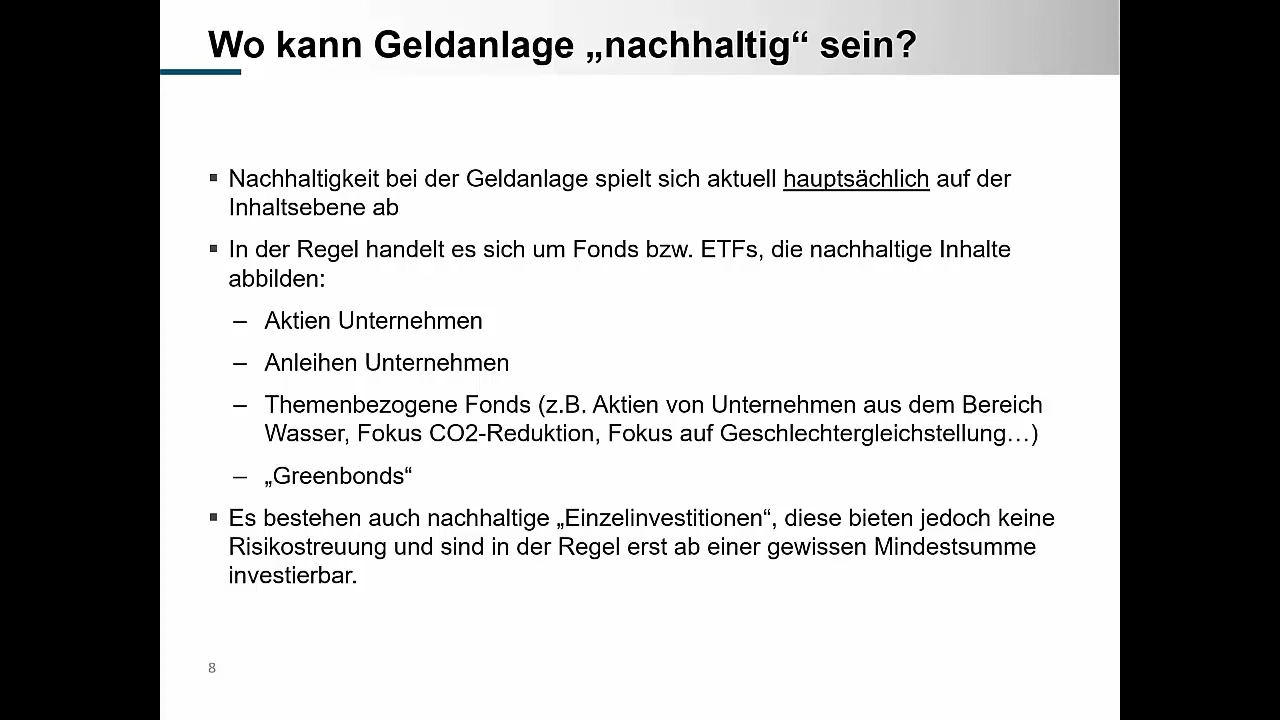 Wo kann Geldanlage „nachhaltig“ sein?
▪ Nachhaltigkeit bei der Geldanlage spielt sich aktuell hauptsächlich auf der
Inhaltsebene ab
▪ In der Regel handelt es sich um Fonds bzw. ETFs, die nachhaltige Inhalte
abbilden:
– Aktien Unternehmen
– Anleihen Unternehmen
– Themenbezogene Fonds (z.B. Aktien von Unternehmen aus dem Bereich
Wasser, Fokus CO2-Reduktion, Fokus auf Geschlechtergleichstellung…)
– „Greenbonds“
▪ Es bestehen auch nachhaltige „Einzelinvestitionen“, diese bieten jedoch keine
Risikostreuung und sind in der Regel erst ab einer gewissen Mindestsumme
investierbar.
8